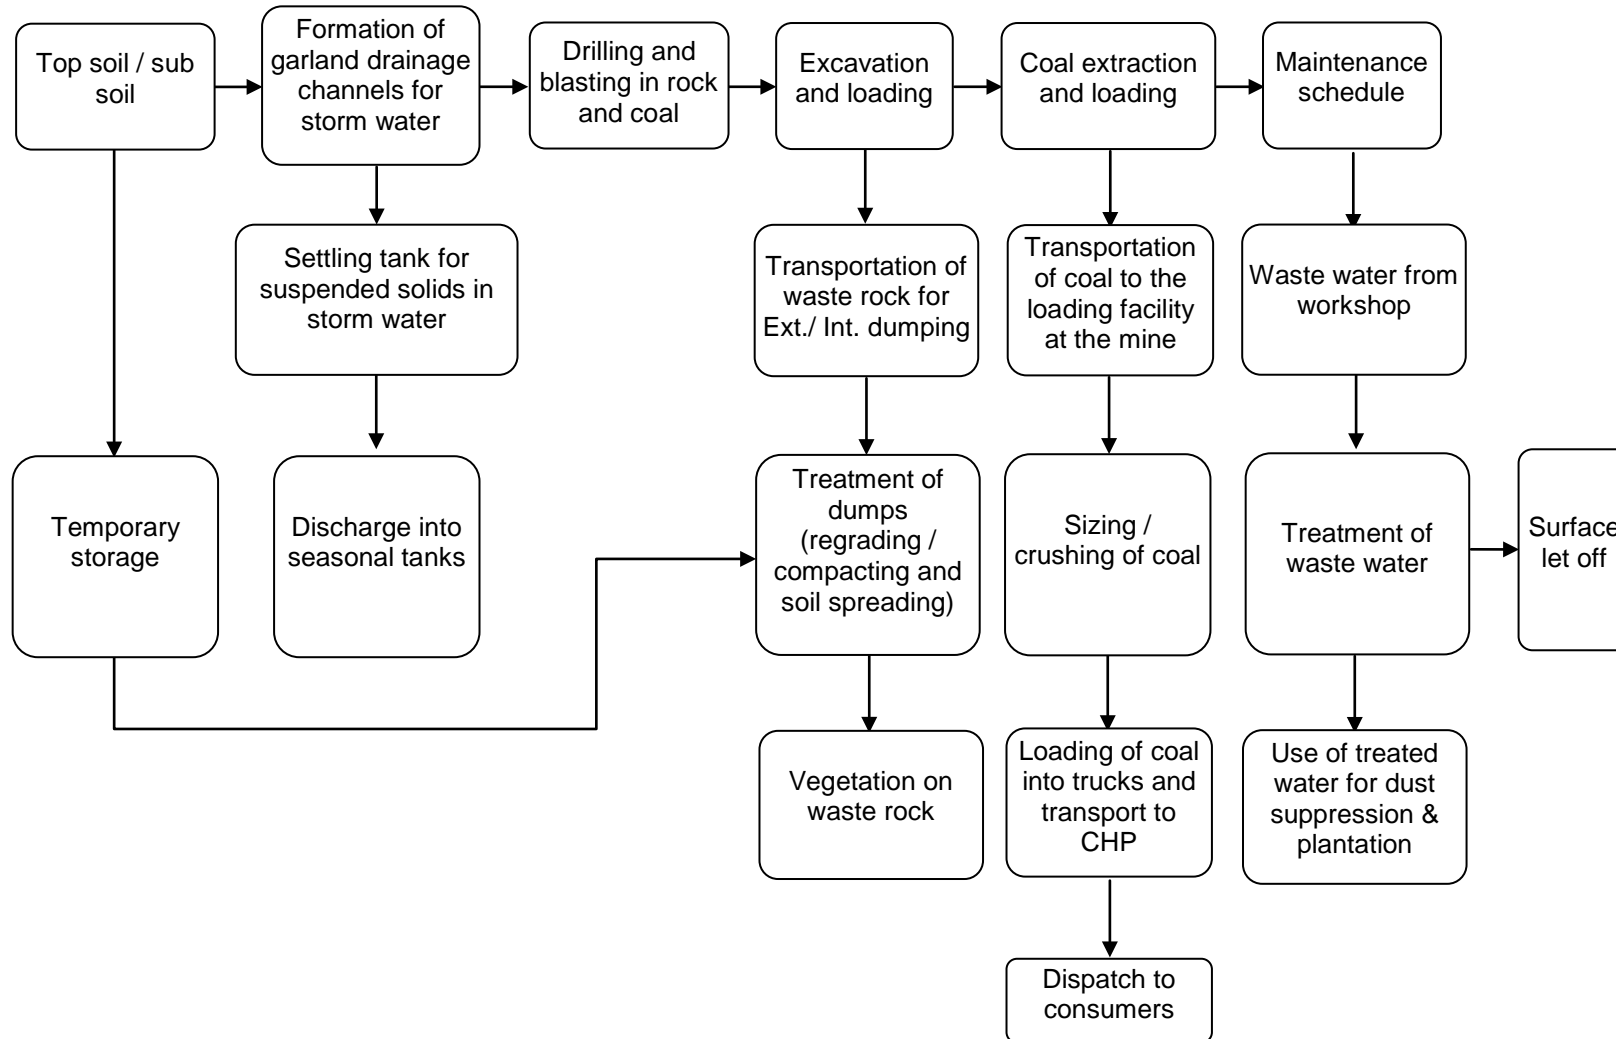 Top soil / sub
soil
Formation of
garland drainage
channels for
storm water
Drilling and
blasting in rock
and coal
Excavation
and loading
Coal extraction
and loading
Maintenance
schedule
Settling tank for
suspended solids in
storm water
Transportation of
waste rock for
Ext./ Int. dumping
Transportation
of coal to the
loading facility
at the mine
Waste water from
workshop
Temporary
storage
Discharge into
seasonal tanks
Treatment of
dumps
(regrading /
compacting and
soil spreading)
Sizing /
crushing of coal
Treatment of
waste water
Surface
let off
Vegetation on
waste rock
Loading of coal
into trucks and
transport to
CHP
Use of treated
water for dust
suppression &
plantation
Dispatch to
consumers